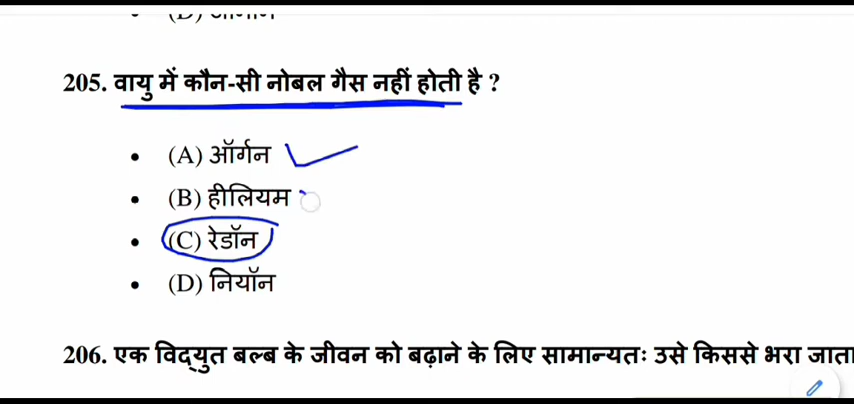 205. वायु में कौन-सी नोबल गैस नहीं होती है ?
• (A) ऑर्गन
• (B) हीलियम
• (C) रेडॉन
• (D) नियॉन
206. एक विद्युत बल्ब के जीवन को बढ़ाने के लिए सामान्यतः उसे किससे भरा जाता